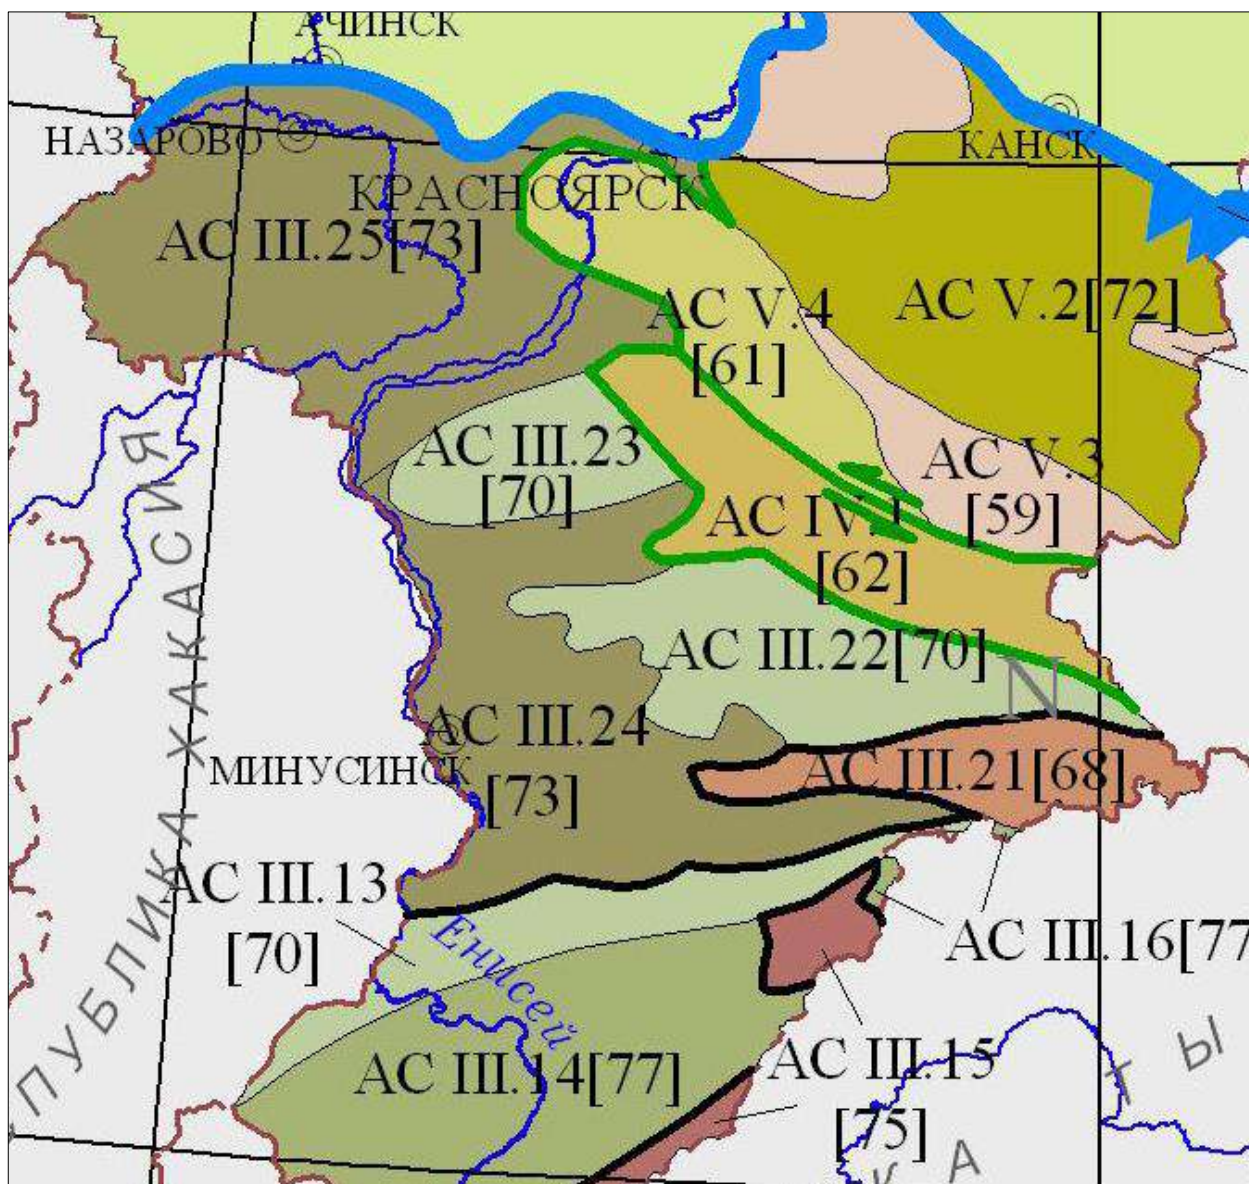 АЧИНСК
НАЗАРОВО
КАНСК
КРАСНОЯРСК
АС III.25[73]
АС V.4
[61]
АС V.2[72]
АС III.23
[70]
АС V.3
[59]
АС IV.1
[62]
АС III.22[70]
N
АС III.24
[73]
МИНУСИНСК
АС III.21[68]
АС III.13
[70]
Енисей
АС III.16[77
АС III.14[77]
АС III.15
[75]
ПУБЛИКА ХАКАСИЯ
К А Т Ы